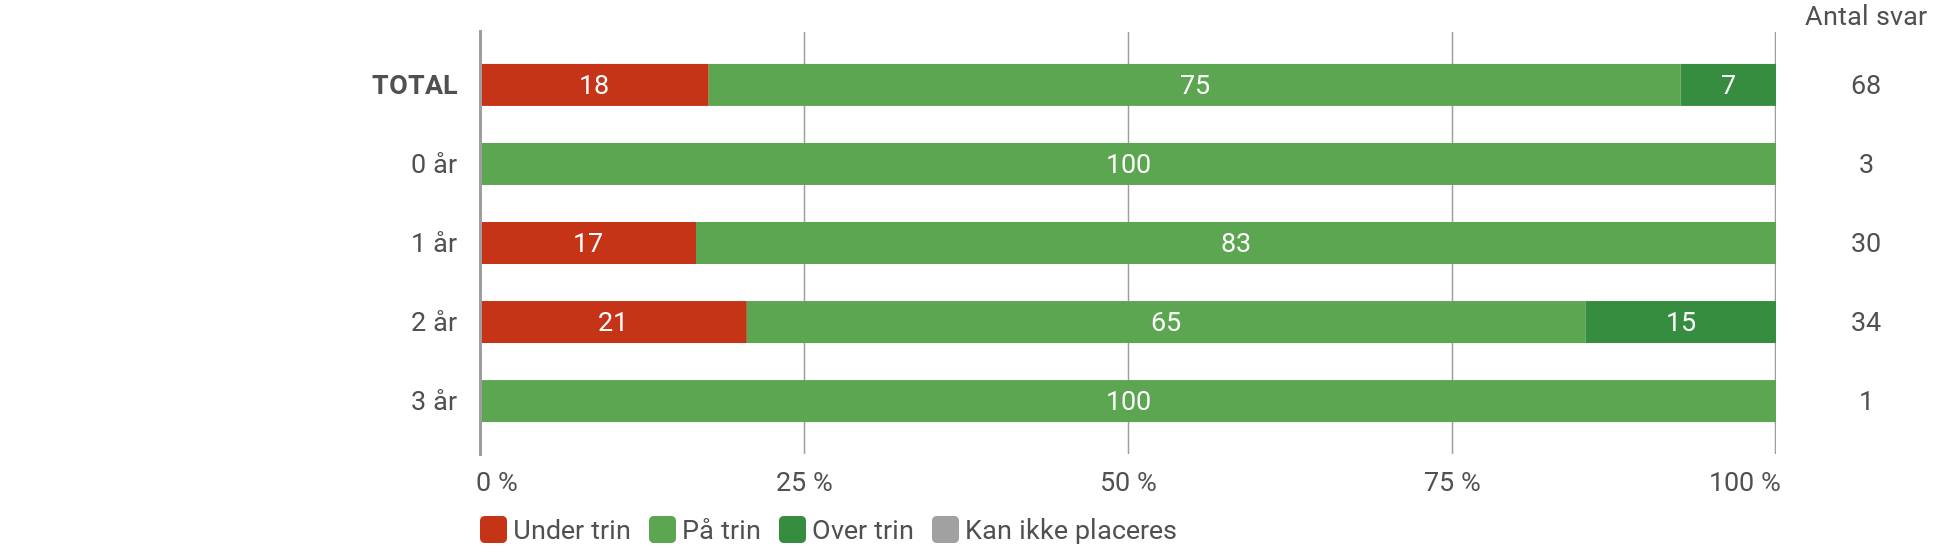 Antal svar
TOTAL 18 75 7 68
0 år 100 3
1 år 17 83 30
2 år 21 65 15 34
3 år 100 1
0 % 25 % 50 % 75 % 100 %
Under trin På trin Over trin Kan ikke placeres